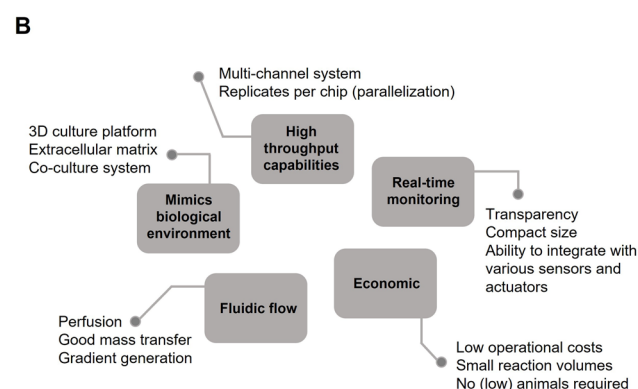 B
Multi-channel system
Replicates per chip (parallelization)
High
throughput
capabilities
3D culture platform
Extracellular matrix
Co-culture system
Mimics
biological
environment
Real-time
monitoring
Transparency
Compact size
Ability to integrate with
various sensors and
actuators
Economic
Low operational costs
Small reaction volumes
No (low) animals required
Fluidic flow
Perfusion
Good mass transfer
Gradient generation